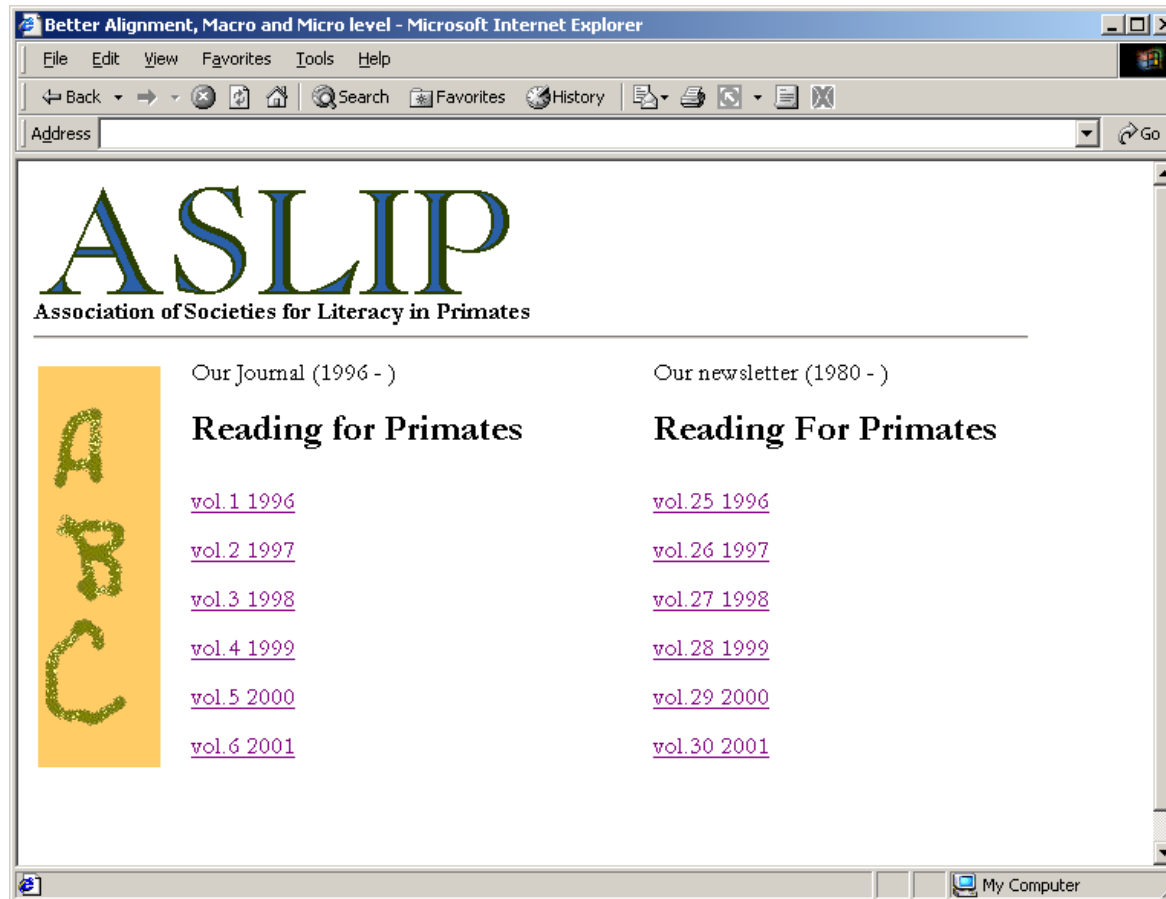 Better Alignment, Macro and Micro level - Microsoft Internet Explorer
File Edit View Favorites Tools Help
Back Search Favorites History
Address Go
ASLIP
Association of Societies for Literacy in Primates
A
B
C
Our Journal (1996 - )
Reading for Primates
vol.1 1996
vol.2 1997
vol.3 1998
vol.4 1999
vol.5 2000
vol.6 2001
Our newsletter (1980 - )
Reading For Primates
vol.25 1996
vol.26 1997
vol.27 1998
vol.28 1999
vol.29 2000
vol.30 2001
My Computer